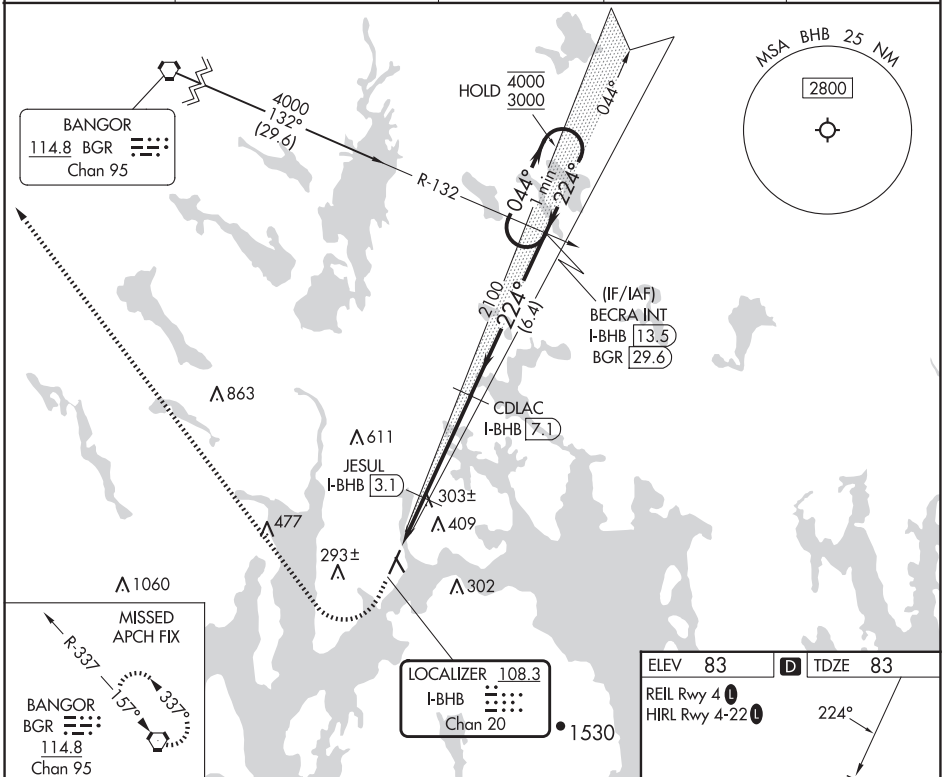 MSA BHB 25 NM
2800
HOLD 4000
3000
4000
132°
(29.6)
R-132
BANGOR
114.8 BGR
Chan 95
044°
1 min
224°
044°
2100
224°
(6.4)
(IF/IAF)
BECRA INT
I-BHB 13.5
BGR 29.6
CDLAC
I-BHB 7.1
863
611
JESUL
I-BHB 3.1
303±
409
477
293±
302
1060
MISSED
APCH FIX
R-337
157°
337°
BANGOR
BGR
114.8
Chan 95
LOCALIZER 108.3
I-BHB
Chan 20
1530
ELEV 83 D TDZE 83
REIL Rwy 4 L
HIRL Rwy 4-22 L
224°